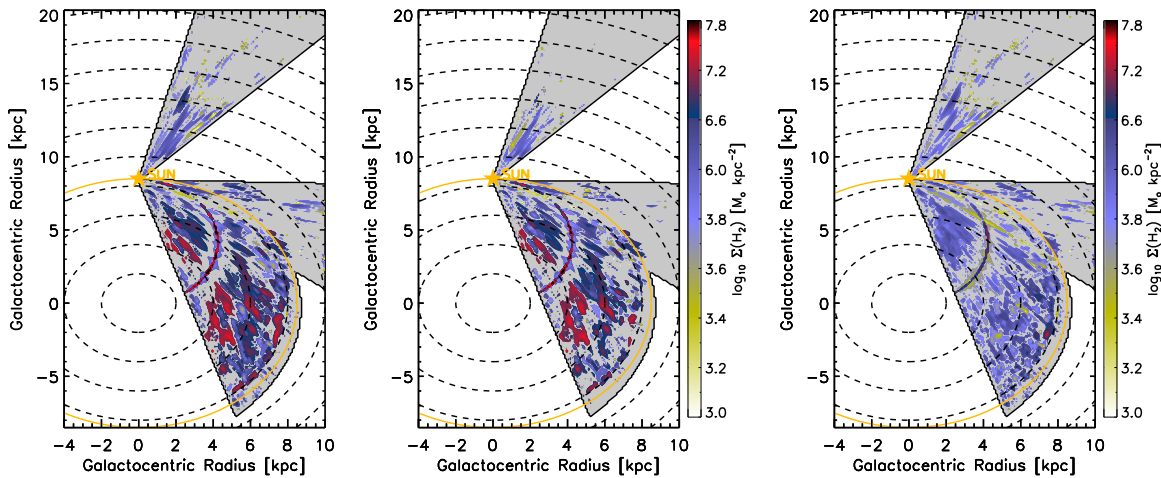 20
15
10
5
0
−5
Galactocentric Radius [kpc]
SUN
−4 −2 0 2 4 6 8 10
Galactocentric Radius [kpc]
20
15
10
5
0
−5
Galactocentric Radius [kpc]
SUN
−4 −2 0 2 4 6 8 10
Galactocentric Radius [kpc]
7.8
7.2
6.6
6.0
3.8
3.6
3.4
3.0
log₁₀ Σ(H₂) [M₀ kpc⁻²]
20
15
10
5
0
−5
Galactocentric Radius [kpc]
SUN
−4 −2 0 2 4 6 8 10
Galactocentric Radius [kpc]
7.8
7.2
6.6
6.0
3.8
3.6
3.4
3.0
log₁₀ Σ(H₂) [M₀ kpc⁻²]